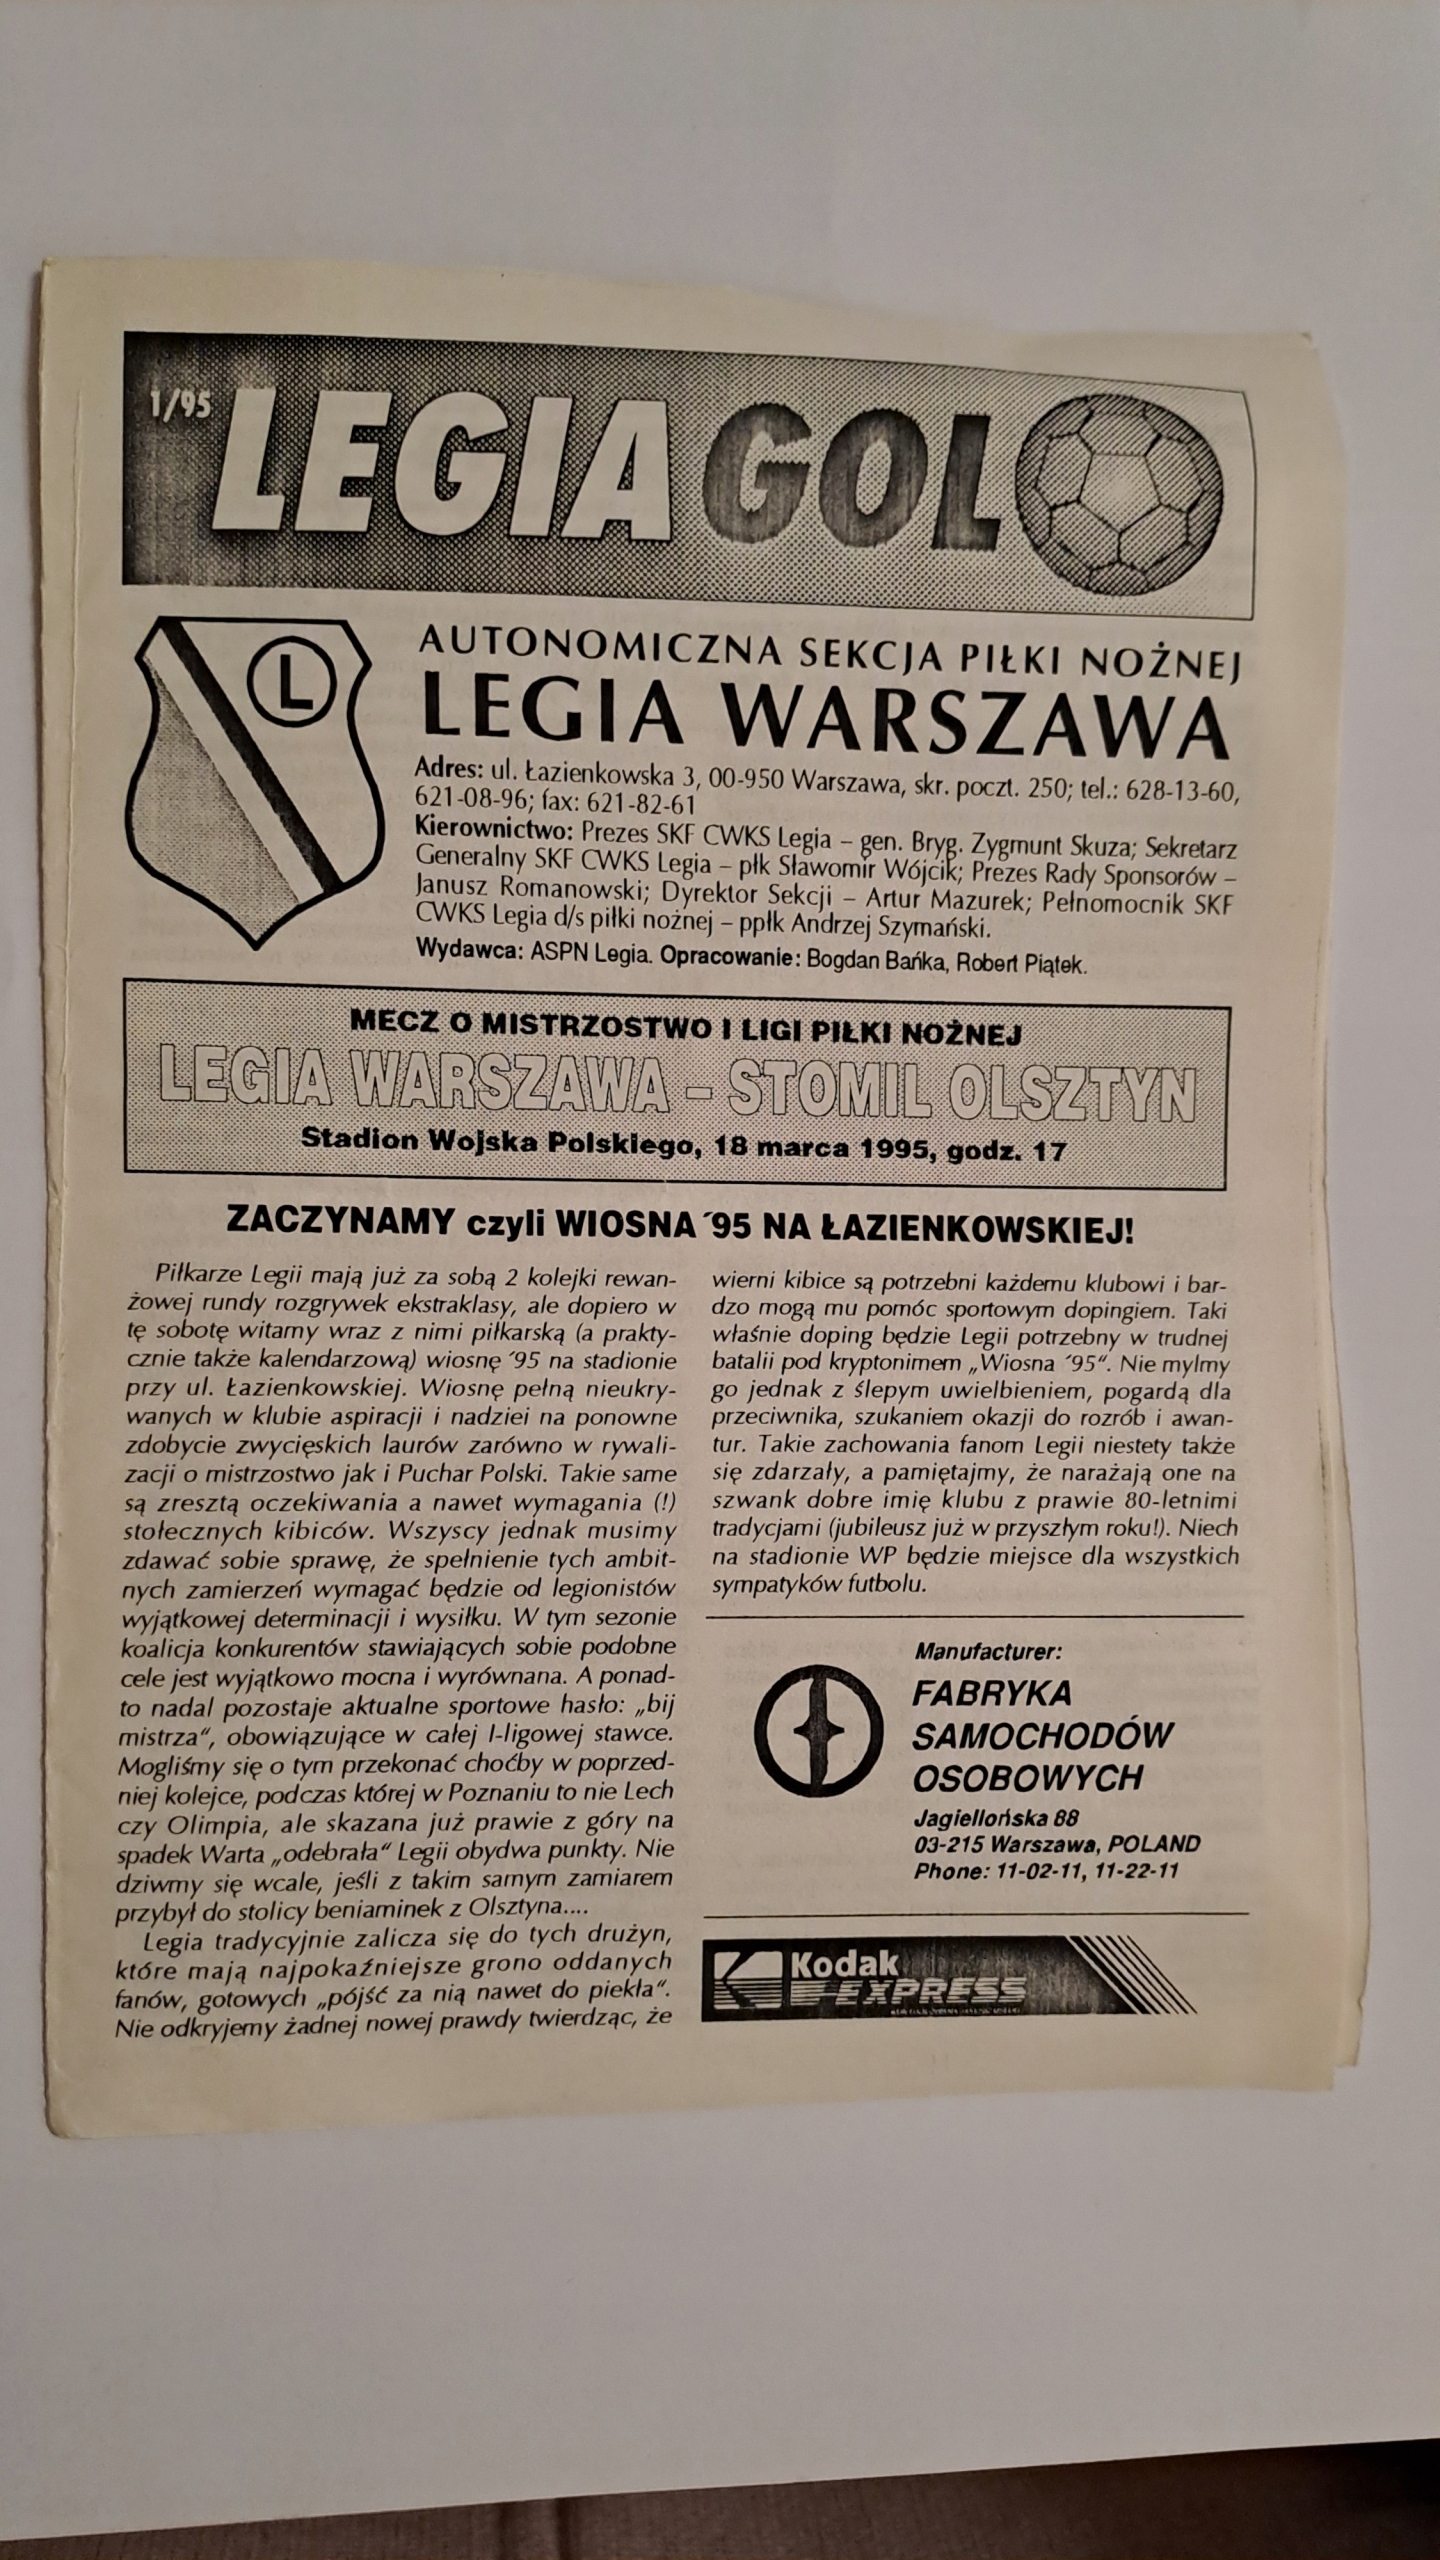 1/95
LEGIA GOL
L
AUTONOMICZNA SEKCJA PIŁKI NOŻNEJ
LEGIA WARSZAWA
Adres: ul. Łazienkowska 3, 00-950 Warszawa, skr. poczt. 250; tel.: 628-13-60,
621-08-96; fax: 621-82-61
Kierownictwo: Prezes SKF CWKS Legia – gen. Bryg. Zygmunt Skuza; Sekretarz
Generalny SKF CWKS Legia – płk Sławomir Wójcik; Prezes Rady Sponsorów –
Janusz Romanowski; Dyrektor Sekcji – Artur Mazurek; Pełnomocnik SKF
CWKS Legia d/s piłki nożnej – ppłk Andrzej Szymański.
Wydawca: ASPN Legia. Opracowanie: Bogdan Bańka, Robert Piątek.
MECZ O MISTRZOSTWO I LIGI PIŁKI NOŻNEJ
LEGIA WARSZAWA – STOMIL OLSZTYN
Stadion Wojska Polskiego, 18 marca 1995, godz. 17
ZACZYNAMY czyli WIOSNA ´95 NA ŁAZIENKOWSKIEJ!
Piłkarze Legii mają już za sobą 2 kolejki rewan-
żowej rundy rozgrywek ekstraklasy, ale dopiero w
tę sobotę witamy wraz z nimi piłkarską (a prakty-
cznie także kalendarzową) wiosnę ´95 na stadionie
przy ul. Łazienkowskiej. Wiosnę pełną nieukry-
wanych w klubie aspiracji i nadziei na ponowne
zdobycie zwycięskich laurów zarówno w rywali-
zacji o mistrzostwo jak i Puchar Polski. Takie same
są zresztą oczekiwania a nawet wymagania (!)
stołecznych kibiców. Wszyscy jednak musimy
zdawać sobie sprawę, że spełnienie tych ambit-
nych zamierzeń wymagać będzie od legionistów
wyjątkowej determinacji i wysiłku. W tym sezonie
koalicja konkurentów stawiających sobie podobne
cele jest wyjątkowo mocna i wyrównana. A ponad-
to nadal pozostaje aktualne sportowe hasło: „bij
mistrza“, obowiązujące w całej I-ligowej stawce.
Mogliśmy się o tym przekonać choćby w poprzed-
niej kolejce, podczas której w Poznaniu to nie Lech
czy Olimpia, ale skazana już prawie z góry na
spadek Warta „odebrała“ Legii obydwa punkty. Nie
dziwmy się wcale, jeśli z takim samym zamiarem
przybył do stolicy beniaminek z Olsztyna....
Legia tradycyjnie zalicza się do tych drużyn,
które mają najpokaźniejsze grono oddanych
fanów, gotowych „pójść za nią nawet do piekła“.
Nie odkryjemy żadnej nowej prawdy twierdząc, że
wierni kibice są potrzebni każdemu klubowi i bar-
dzo mogą mu pomóc sportowym dopingiem. Taki
właśnie doping będzie Legii potrzebny w trudnej
batalii pod kryptonimem „Wiosna ´95“. Nie mylmy
go jednak z ślepym uwielbieniem, pogardą dla
przeciwnika, szukaniem okazji do rozrób i awan-
tur. Takie zachowania fanom Legii niestety także
się zdarzały, a pamiętajmy, że narażają one na
szwank dobre imię klubu z prawie 80-letnimi
tradycjami (jubileusz już w przyszłym roku!). Niech
na stadionie WP będzie miejsce dla wszystkich
sympatyków futbolu.
Manufacturer:
FABRYKA
SAMOCHODÓW
OSOBOWYCH
Jagiellońska 88
03-215 Warszawa, POLAND
Phone: 11-02-11, 11-22-11
Kodak
EXPRESS